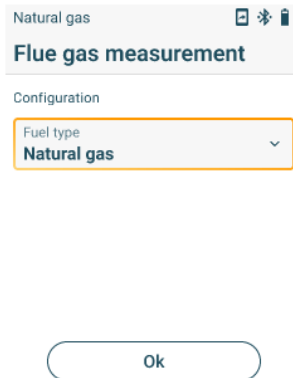 Natural gas
Flue gas measurement
Configuration
Fuel type
Natural gas
Ok